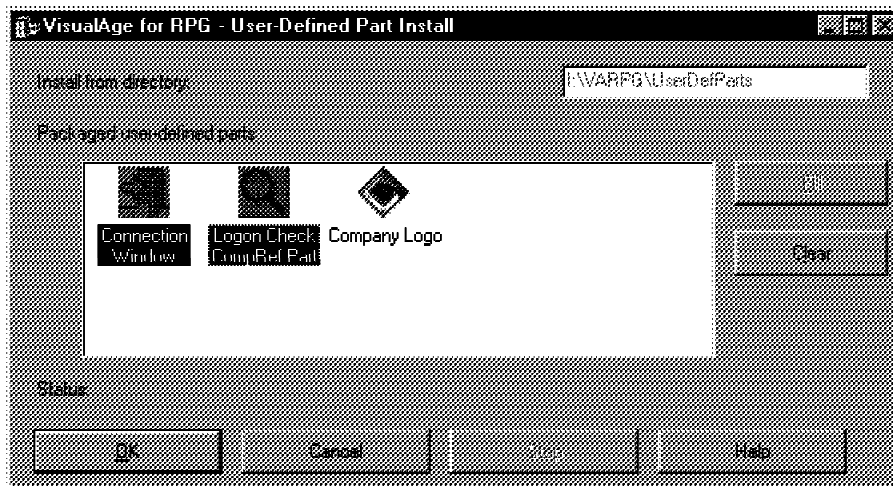 VisualAge for RPG - User-Defined Part Install
Install from directory:
I:\VARPG\UserDefParts
Packaged user-defined parts:
All
Connection
Window
Logon Check
CompRef Part
Company Logo
Clear
Status:
OK
Cancel
Stop
Help